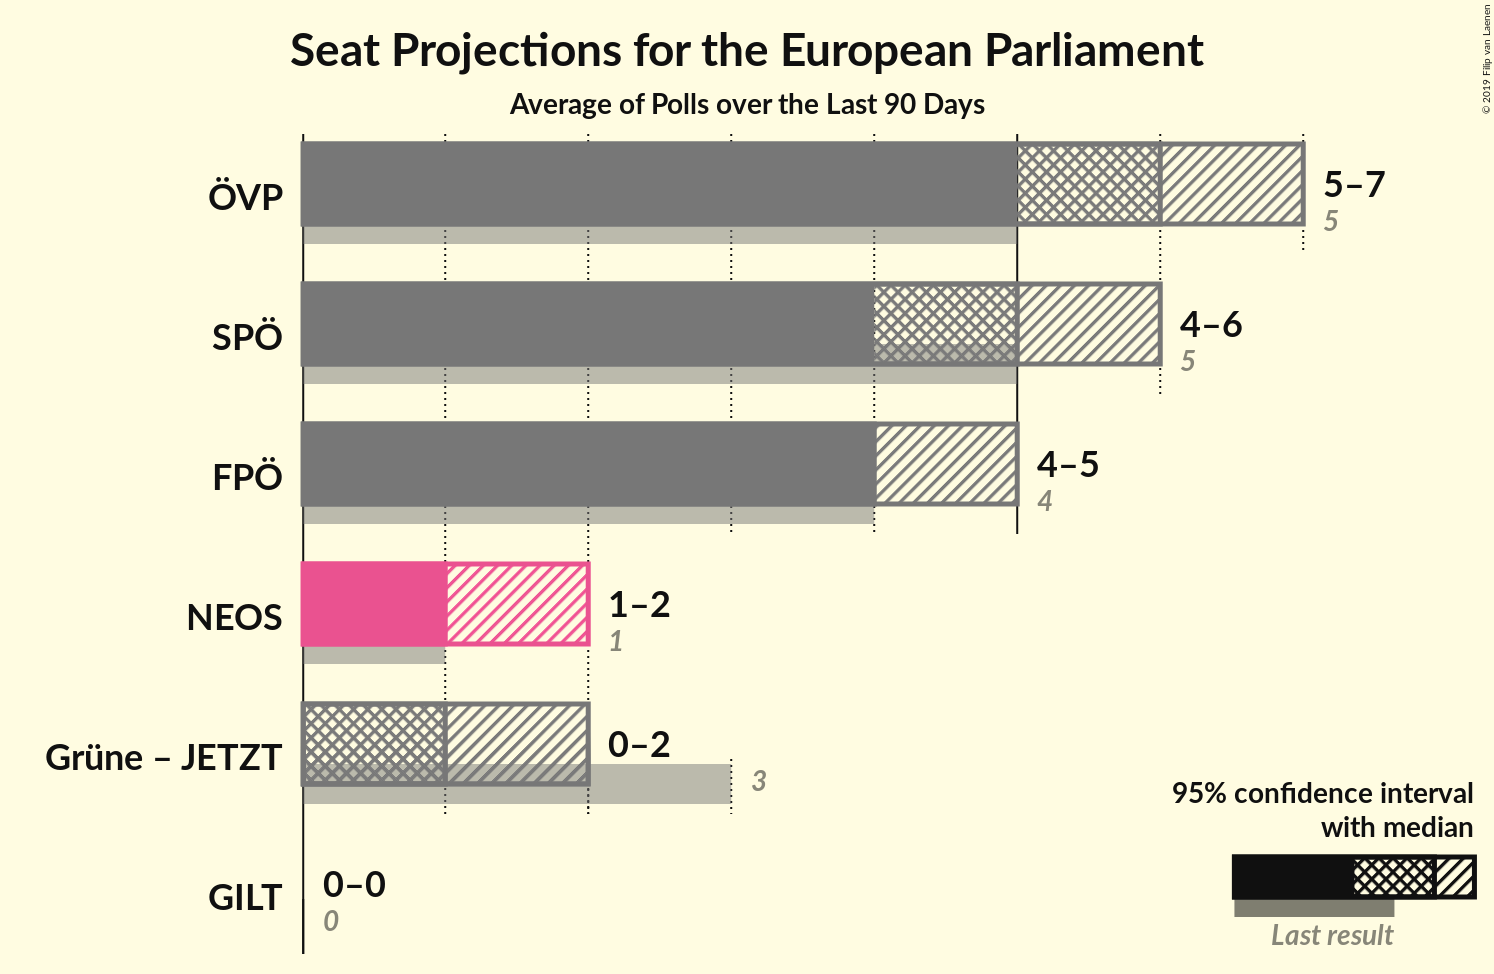 Seat Projections for the European Parliament
Average of Polls over the Last 90 Days
© 2019 Filip van Laenen
ÖVP
5–7
5
SPÖ
4–6
5
FPÖ
4–5
4
NEOS
1–2
1
Grüne – JETZT
0–2
3
GILT
0–0
0
95% confidence interval
with median
Last result